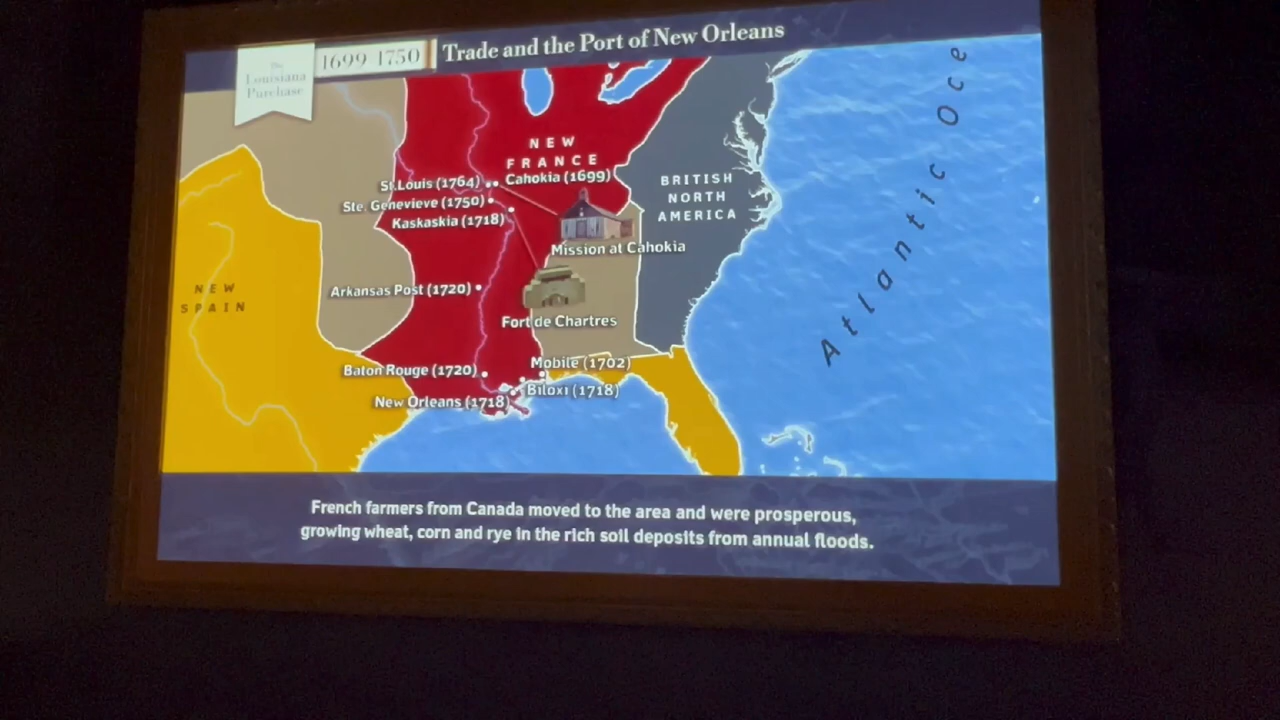 The
Louisiana
Purchase
1699 1750
Trade and the Port of New Orleans
NEW
FRANCE
St.Louis (1764)
Cahokia (1699)
Ste. Genevieve (1750)
Kaskaskia (1718)
BRITISH
NORTH
AMERICA
Mission at Cahokia
NEW
SPAIN
Arkansas Post (1720)
Fort de Chartres
Baton Rouge (1720)
Mobile (1702)
Biloxi (1718)
New Orleans (1718)
Atlantic Oce
French farmers from Canada moved to the area and were prosperous,
growing wheat, corn and rye in the rich soil deposits from annual floods.